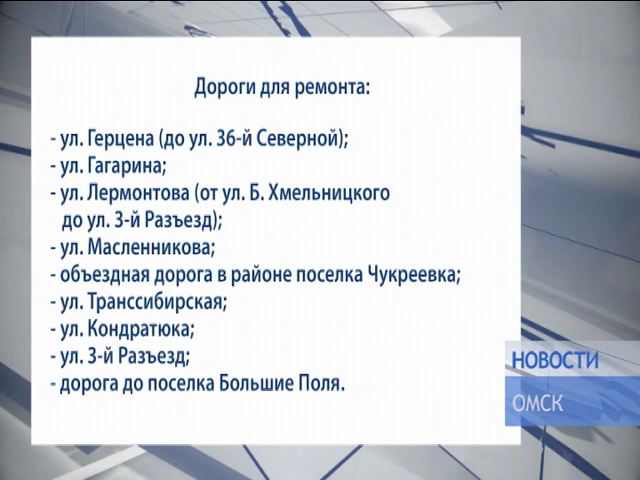 Дороги для ремонта:
- ул. Герцена (до ул. 36-й Северной);
- ул. Гагарина;
- ул. Лермонтова (от ул. Б. Хмельницкого
до ул. 3-й Разъезд);
- ул. Масленникова;
- объездная дорога в районе поселка Чукреевка;
- ул. Транссибирская;
- ул. Кондратюка;
- ул. 3-й Разъезд;
- дорога до поселка Большие Поля.
НОВОСТИ
ОМСК